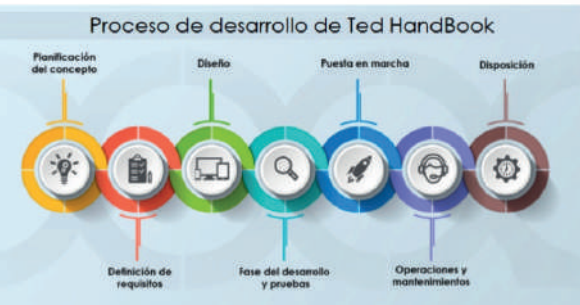 Proceso de desarrollo de Ted HandBook
Planificación
del concepto
Diseño
Puesta en marcha
Disposición
Definición de
requisitos
Fase del desarrollo
y pruebas
Operaciones y
mantenimientos